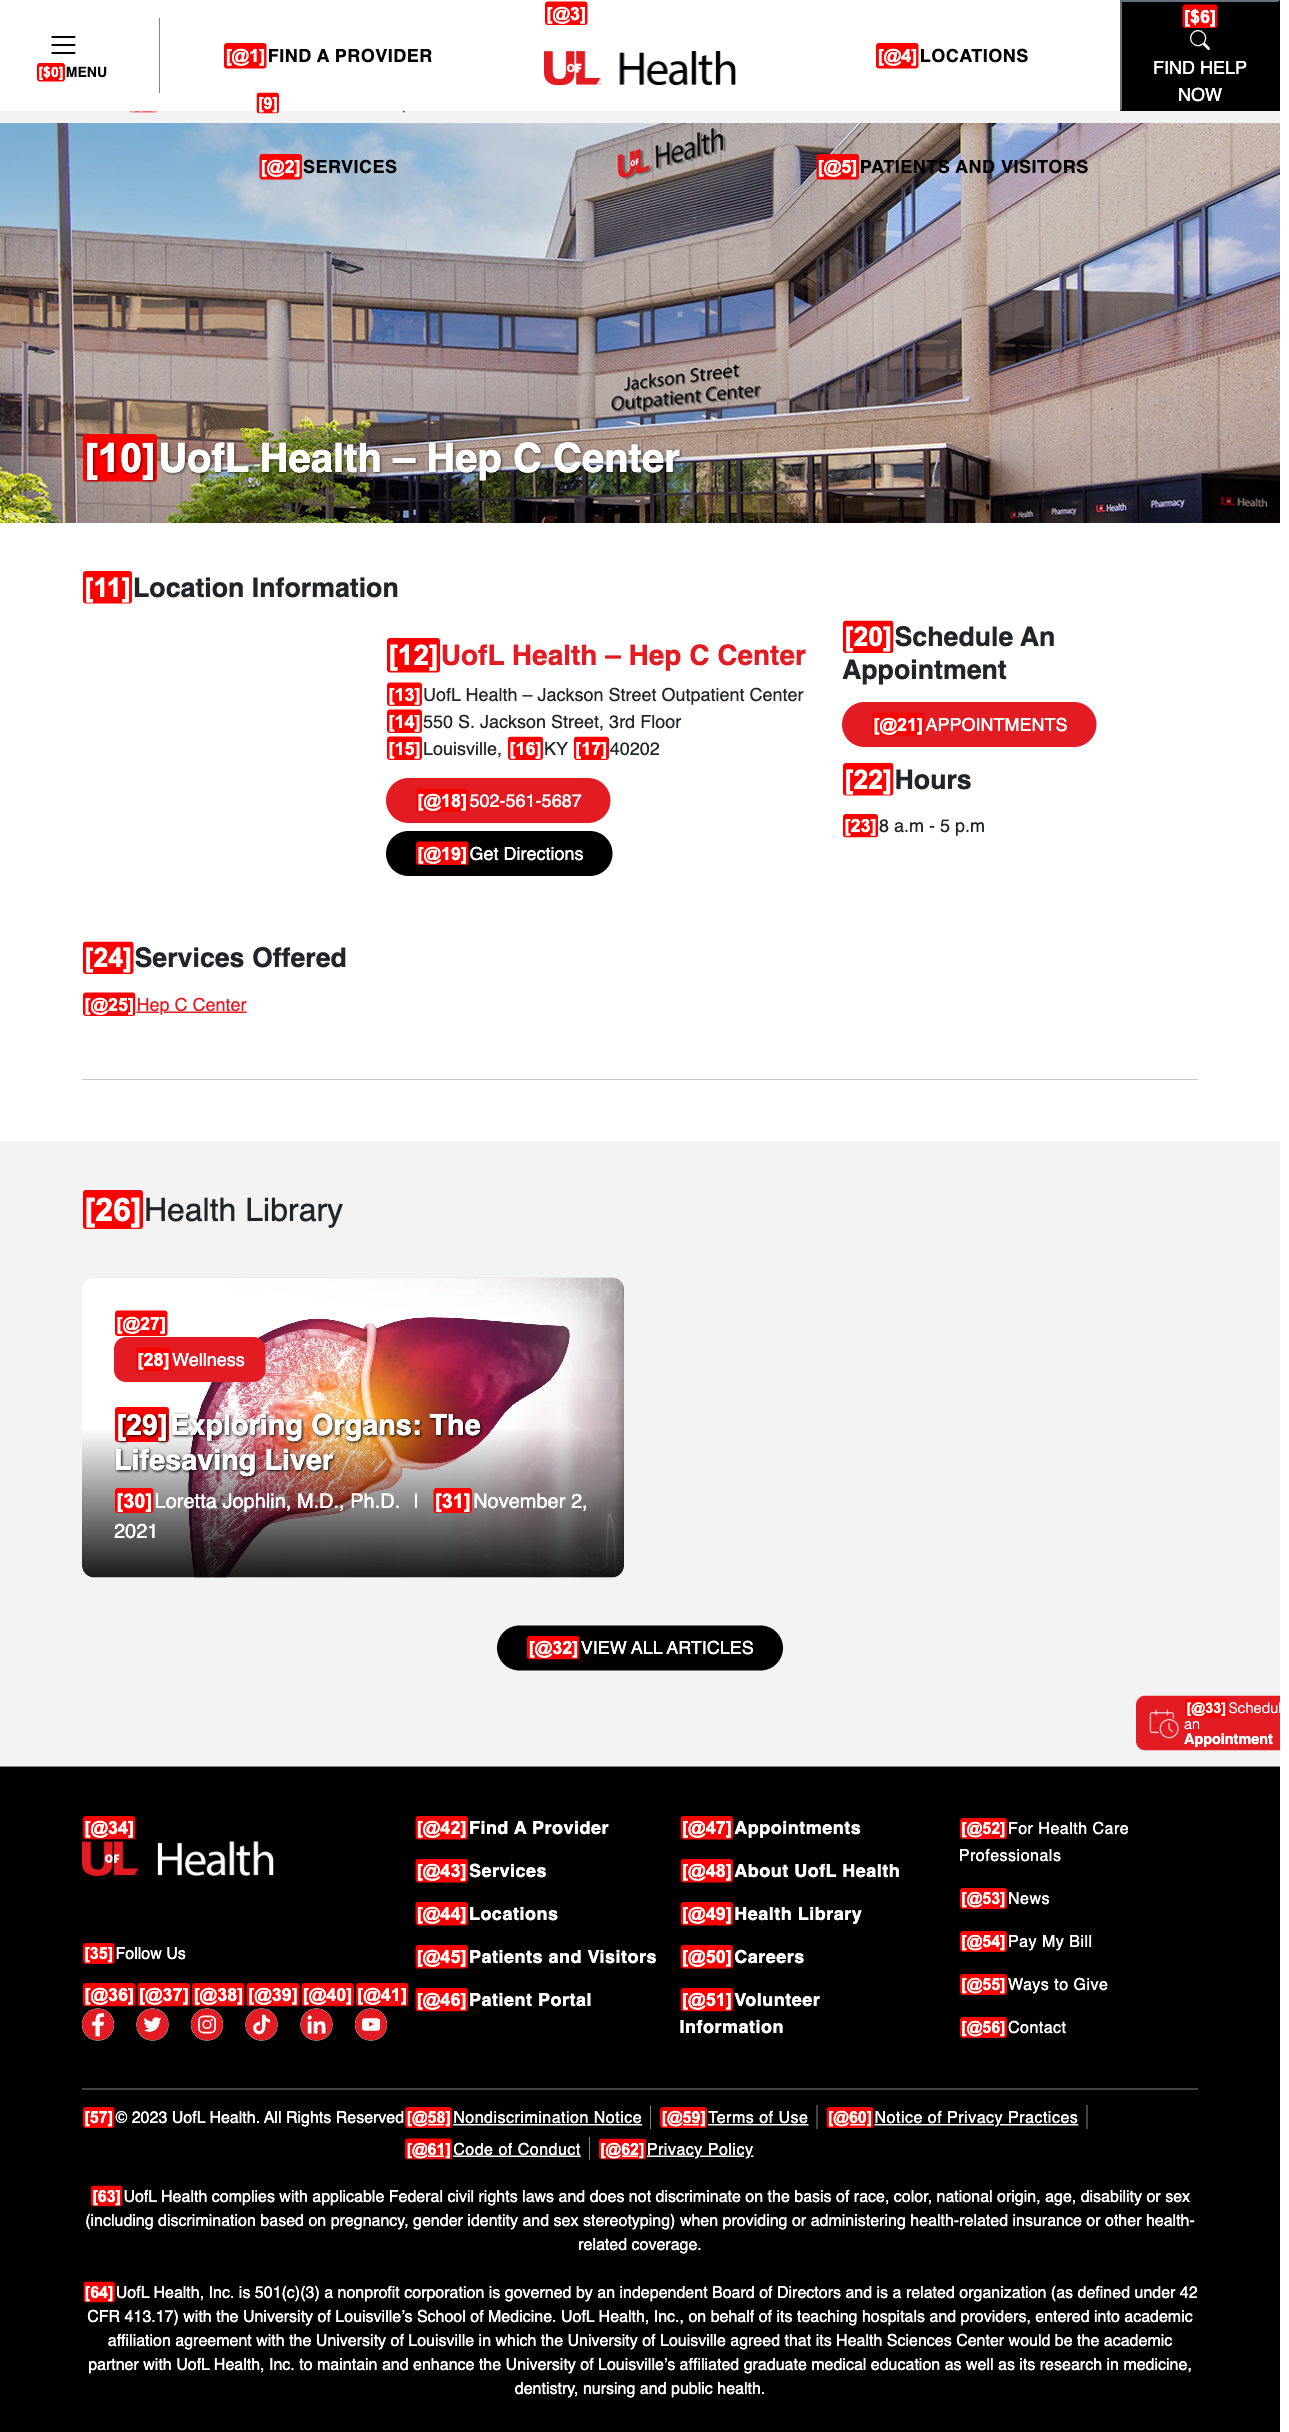 [@3]
[$6]
[$0]MENU
[@1]FIND A PROVIDER
UofL Health
[@4]LOCATIONS
FIND HELP
NOW
[9]
[@2]SERVICES
UofL Health
[@5]PATIENTS AND VISITORS
Jackson Street
Outpatient Center
[10]UofL Health – Hep C Center
Health Pharmacy Health Pharmacy Health
[11]Location Information
[12]UofL Health – Hep C Center
[13]UofL Health – Jackson Street Outpatient Center
[14]550 S. Jackson Street, 3rd Floor
[15]Louisville, [16]KY [17]40202
[@18]502-561-5687
[@19]Get Directions
[20]Schedule An
Appointment
[@21]APPOINTMENTS
[22]Hours
[23]8 a.m - 5 p.m
[24]Services Offered
[@25]Hep C Center
[26]Health Library
[@27]
[28]Wellness
[29]Exploring Organs: The
Lifesaving Liver
[30]Loretta Jophlin, M.D., Ph.D. | [31]November 2,
2021
[@32]VIEW ALL ARTICLES
[@33]Schedul
an
Appointment
[@34]
UofL Health
[35]Follow Us
[@36][@37][@38][@39][@40][@41]
[@42]Find A Provider
[@43]Services
[@44]Locations
[@45]Patients and Visitors
[@46]Patient Portal
[@47]Appointments
[@48]About UofL Health
[@49]Health Library
[@50]Careers
[@51]Volunteer
Information
[@52]For Health Care
Professionals
[@53]News
[@54]Pay My Bill
[@55]Ways to Give
[@56]Contact
[57]© 2023 UofL Health. All Rights Reserved[@58]Nondiscrimination Notice | [@59]Terms of Use | [@60]Notice of Privacy Practices |
[@61]Code of Conduct | [@62]Privacy Policy
[63]UofL Health complies with applicable Federal civil rights laws and does not discriminate on the basis of race, color, national origin, age, disability or sex
(including discrimination based on pregnancy, gender identity and sex stereotyping) when providing or administering health-related insurance or other health-
related coverage.
[64]UofL Health, Inc. is 501(c)(3) a nonprofit corporation is governed by an independent Board of Directors and is a related organization (as defined under 42
CFR 413.17) with the University of Louisville’s School of Medicine. UofL Health, Inc., on behalf of its teaching hospitals and providers, entered into academic
affiliation agreement with the University of Louisville in which the University of Louisville agreed that its Health Sciences Center would be the academic
partner with UofL Health, Inc. to maintain and enhance the University of Louisville’s affiliated graduate medical education as well as its research in medicine,
dentistry, nursing and public health.